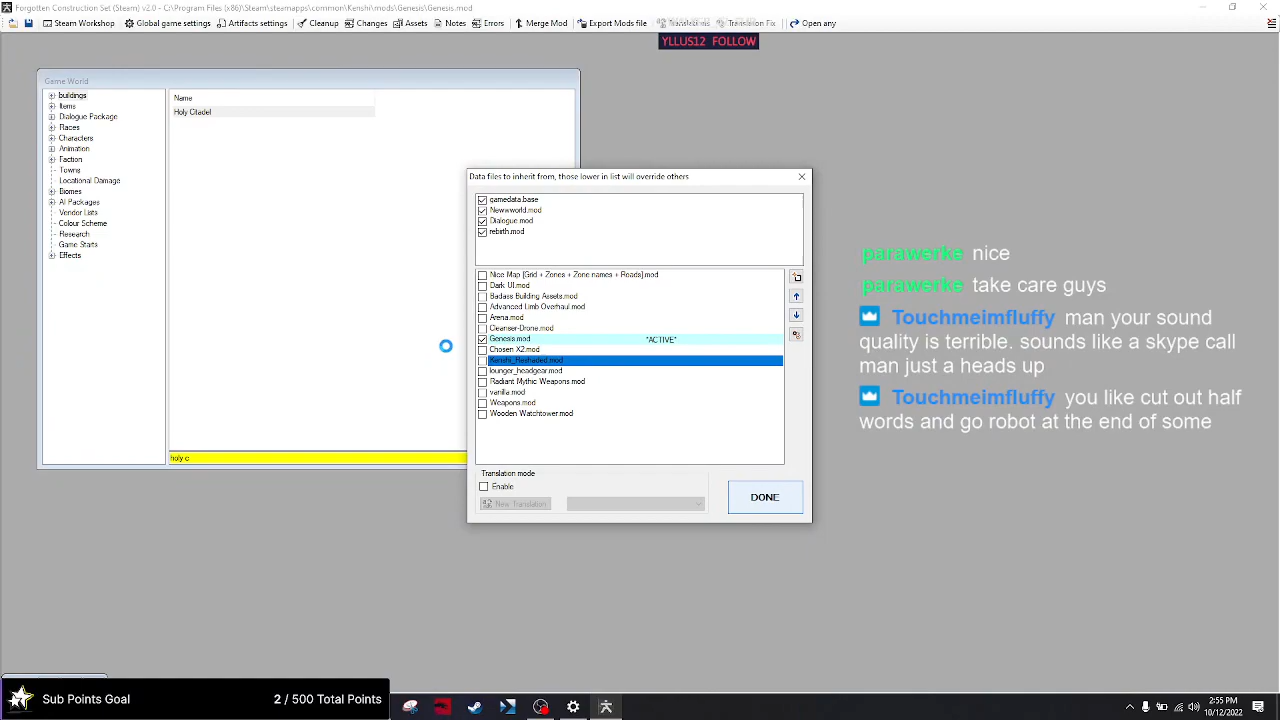 Forgotten Construction Set (Steam) v2.0 - C:\Program Files (x86)\Steam\steamapps\common\Kenshi\mods\Genesis\Genesis.mod
Steam Workshop Global game settings Artifacts settings Cleanup Changes Assets Notes Errors Merge Mod Export Mods file Translations Translation Fix Open any
YLLUS12 FOLLOW
Game World
buildings
Items
Dialogue Package
Races
Characters
Animation
Faction
Towns
Locational Damage
Biomes
AI Packages
Vendor Lists
Colour Scheme
Research
Game Starts
Effects
Name
Holy Citadel
holy c
Data files to inherit from, those lower in list will override others
gamedata.base
Newwworld.mod
Dialogue.mod
rebirth.mod
Nice Map [Grid + Zones + Zone names + Roads].mod
Dark UI.mod
Badass Building Assets.mod
Advanced Limb Overhaul.mod
Arena.mod
Cleanser-Drone.mod
Genesis.mod *ACTIVE*
Chosen X2.mod
Kenshi_Reshaded.mod
lounger_headgear.mod
Radiant Mythic Weapons.mod
vanilla.mod
Weapons.mod
Wooden Watchtower.mod
Translation mode
Enable
New Translation
DONE
parawerke nice
parawerke take care guys
Touchmeimfluffy man your sound
quality is terrible. sounds like a skype call
man just a heads up
Touchmeimfluffy you like cut out half
words and go robot at the end of some
Sub Points Goal 2 / 500 Total Points
2:55 PM
10/12/2022